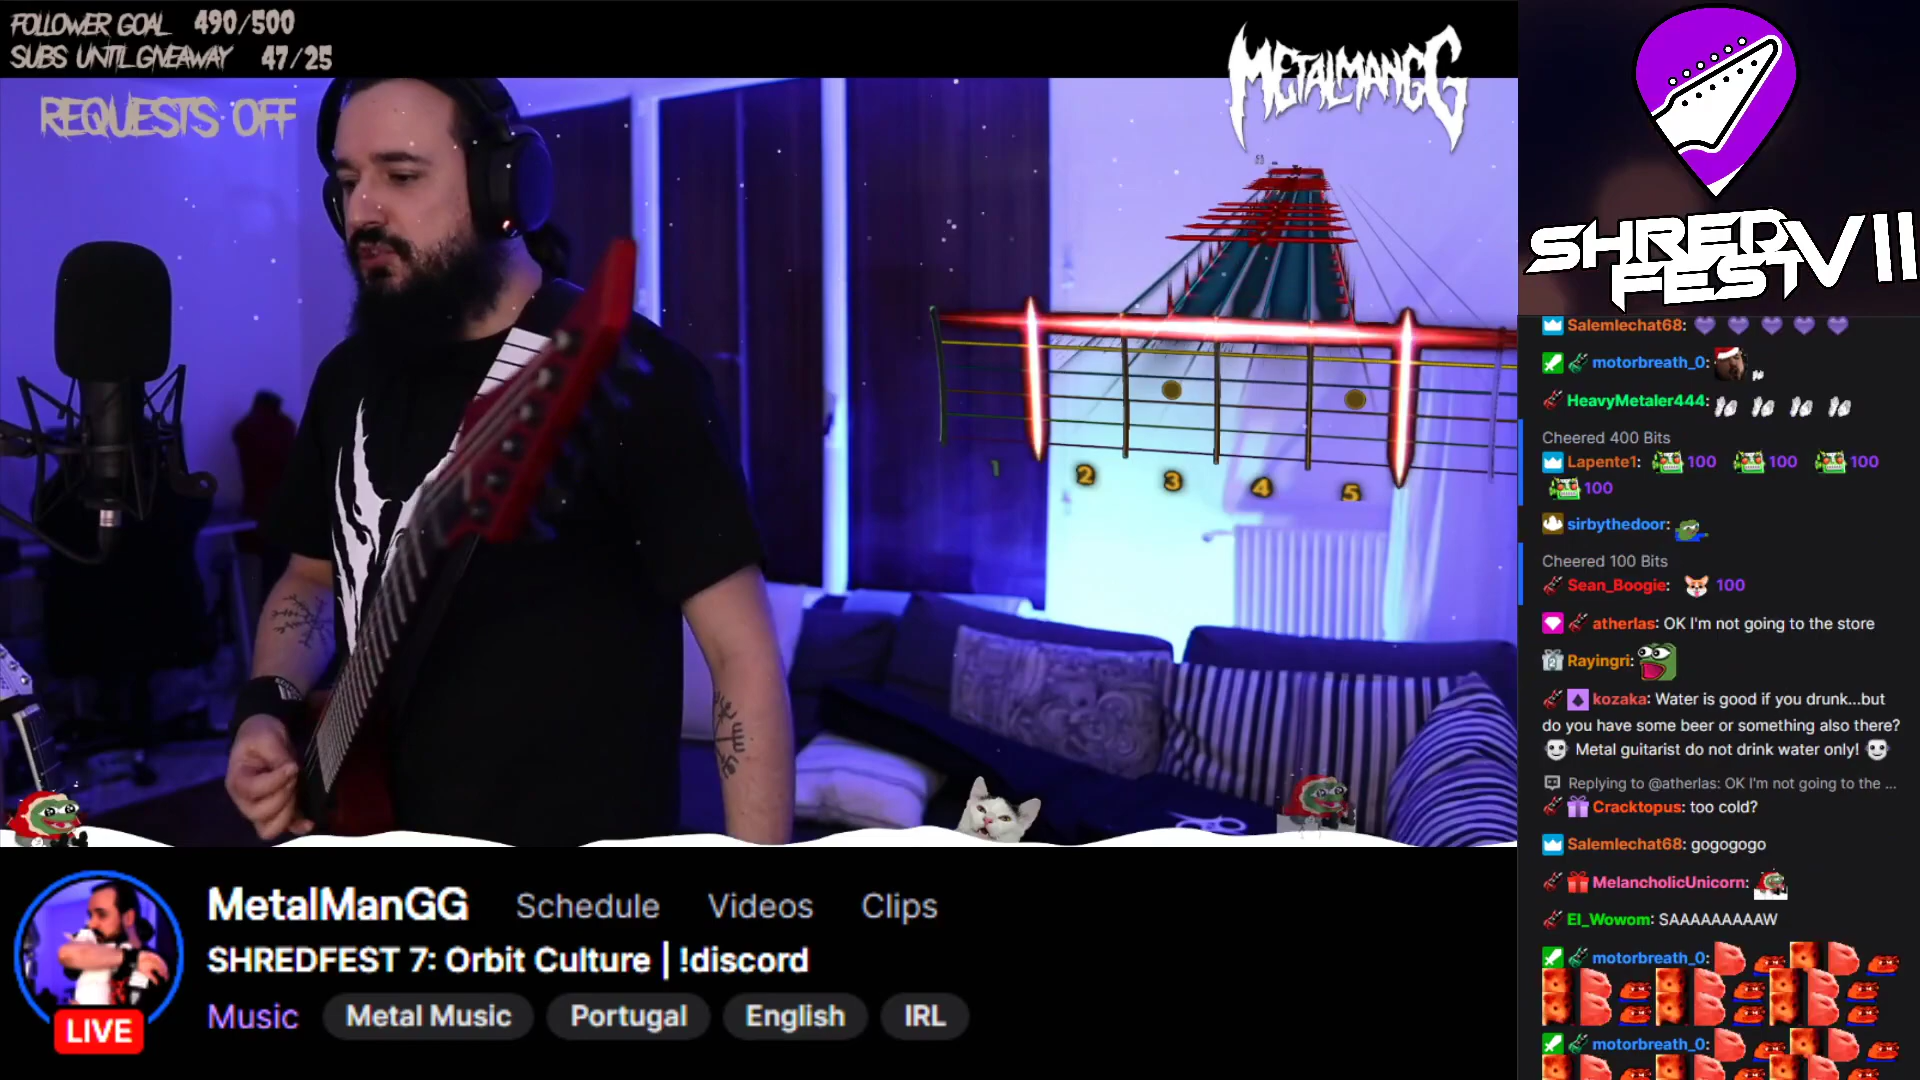 FOLLOWER GOAL 490/500
SUBS UNTIL GIVEAWAY 47/25
REQUESTS OFF
METALMANGG
1 2 3 4 5
SHRED
FEST VII
Salemlechat68:
motorbreath_0:
HeavyMetaler444:
Cheered 400 Bits
Lapente1: 100 100 100
100
sirbythedoor:
Cheered 100 Bits
Sean_Boogie: 100
atherlas: OK I'm not going to the store
Rayingri:
kozaka: Water is good if you drunk...but
do you have some beer or something also there?
Metal guitarist do not drink water only!
Replying to @atherlas: OK I'm not going to the ...
Cracktopus: too cold?
Salemlechat68: gogogogo
MelancholicUnicorn:
El_Wowom: SAAAAAAAAAW
motorbreath_0:
motorbreath_0:
MetalManGG Schedule Videos Clips
SHREDFEST 7: Orbit Culture | !discord
Music Metal Music Portugal English IRL
LIVE